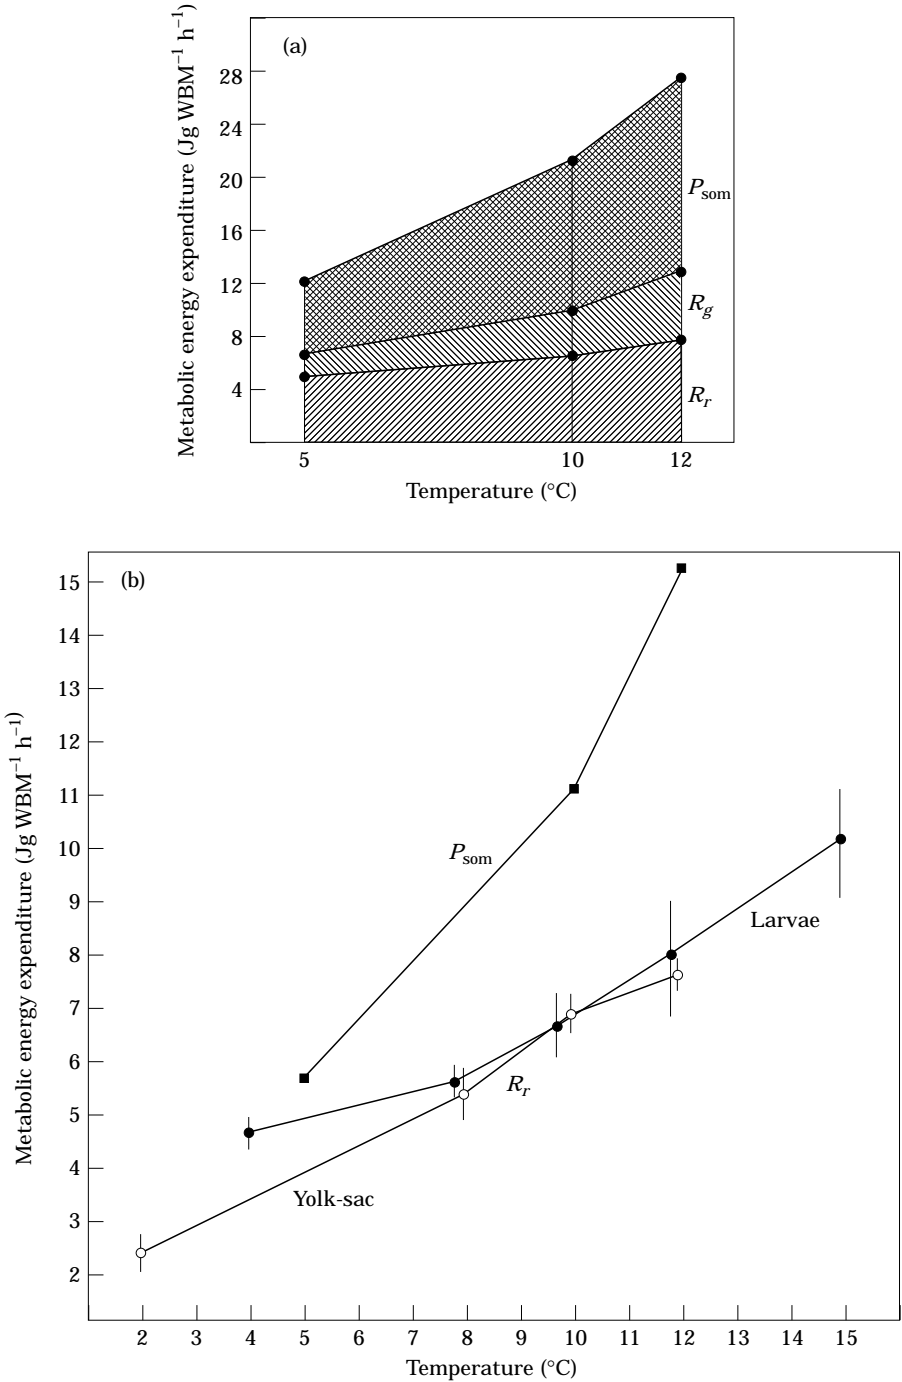 (a)
Metabolic energy expenditure (Jg WBM⁻¹ h⁻¹)
28
24
20
16
12
8
4
P_som
R_g
R_r
5 10 12
Temperature (°C)
(b)
Metabolic energy expenditure (Jg WBM⁻¹ h⁻¹)
15
14
13
12
11
10
9
8
7
6
5
4
3
2
P_som
Larvae
R_r
Yolk-sac
2 3 4 5 6 7 8 9 10 11 12 13 14 15
Temperature (°C)